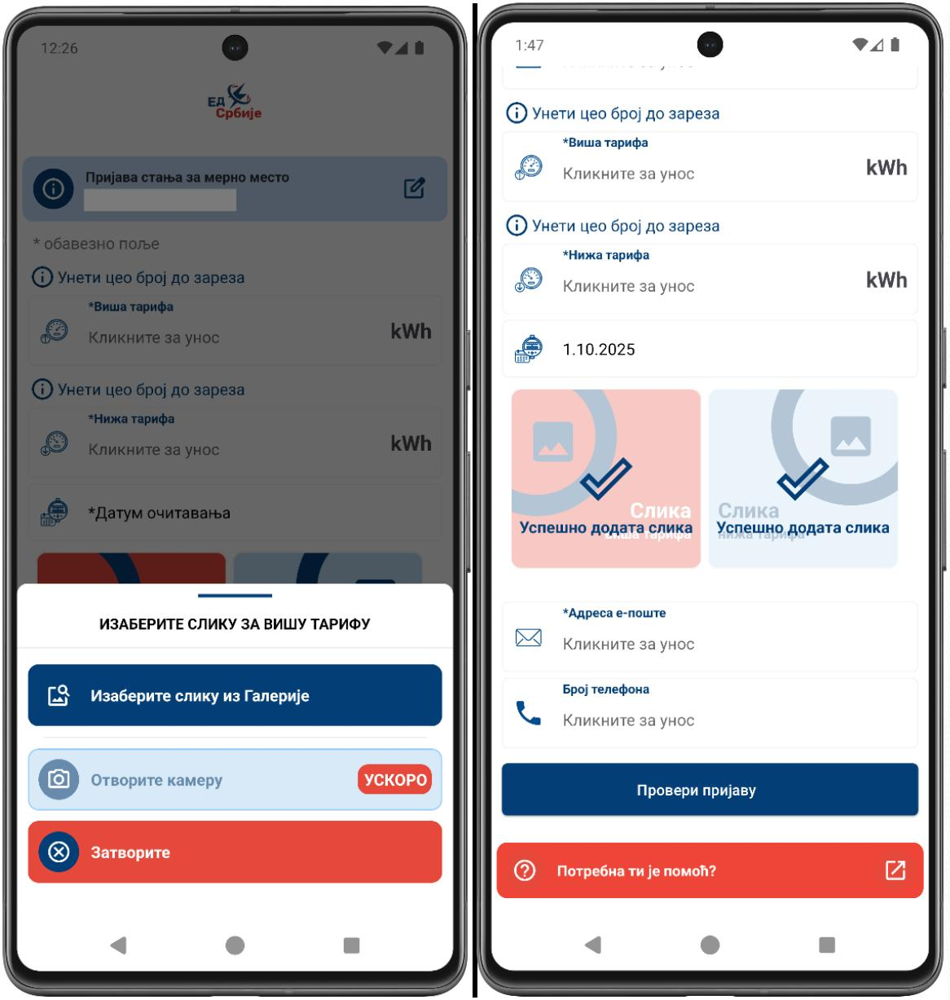 12:26
ЕД
Србије
Пријава стања за мерно место
* обавезно поље
Унети цео број до зареза
*Виша тарифа
Кликните за унос
kWh
Унети цео број до зареза
*Нижа тарифа
Кликните за унос
kWh
*Датум очитавања
ИЗАБЕРИТЕ СЛИКУ ЗА ВИШУ ТАРИФУ
Изаберите слику из Галерије
Отворите камеру
УСКОРО
Затворите
1:47
Унети цео број до зареза
*Виша тарифа
Кликните за унос
kWh
Унети цео број до зареза
*Нижа тарифа
Кликните за унос
kWh
1.10.2025
Слика
Успешно додата слика
виша тарифа
Слика
Успешно додата слика
нижа тарифа
*Адреса е-поште
Кликните за унос
Број телефона
Кликните за унос
Провери пријаву
Потребна ти је помоћ?